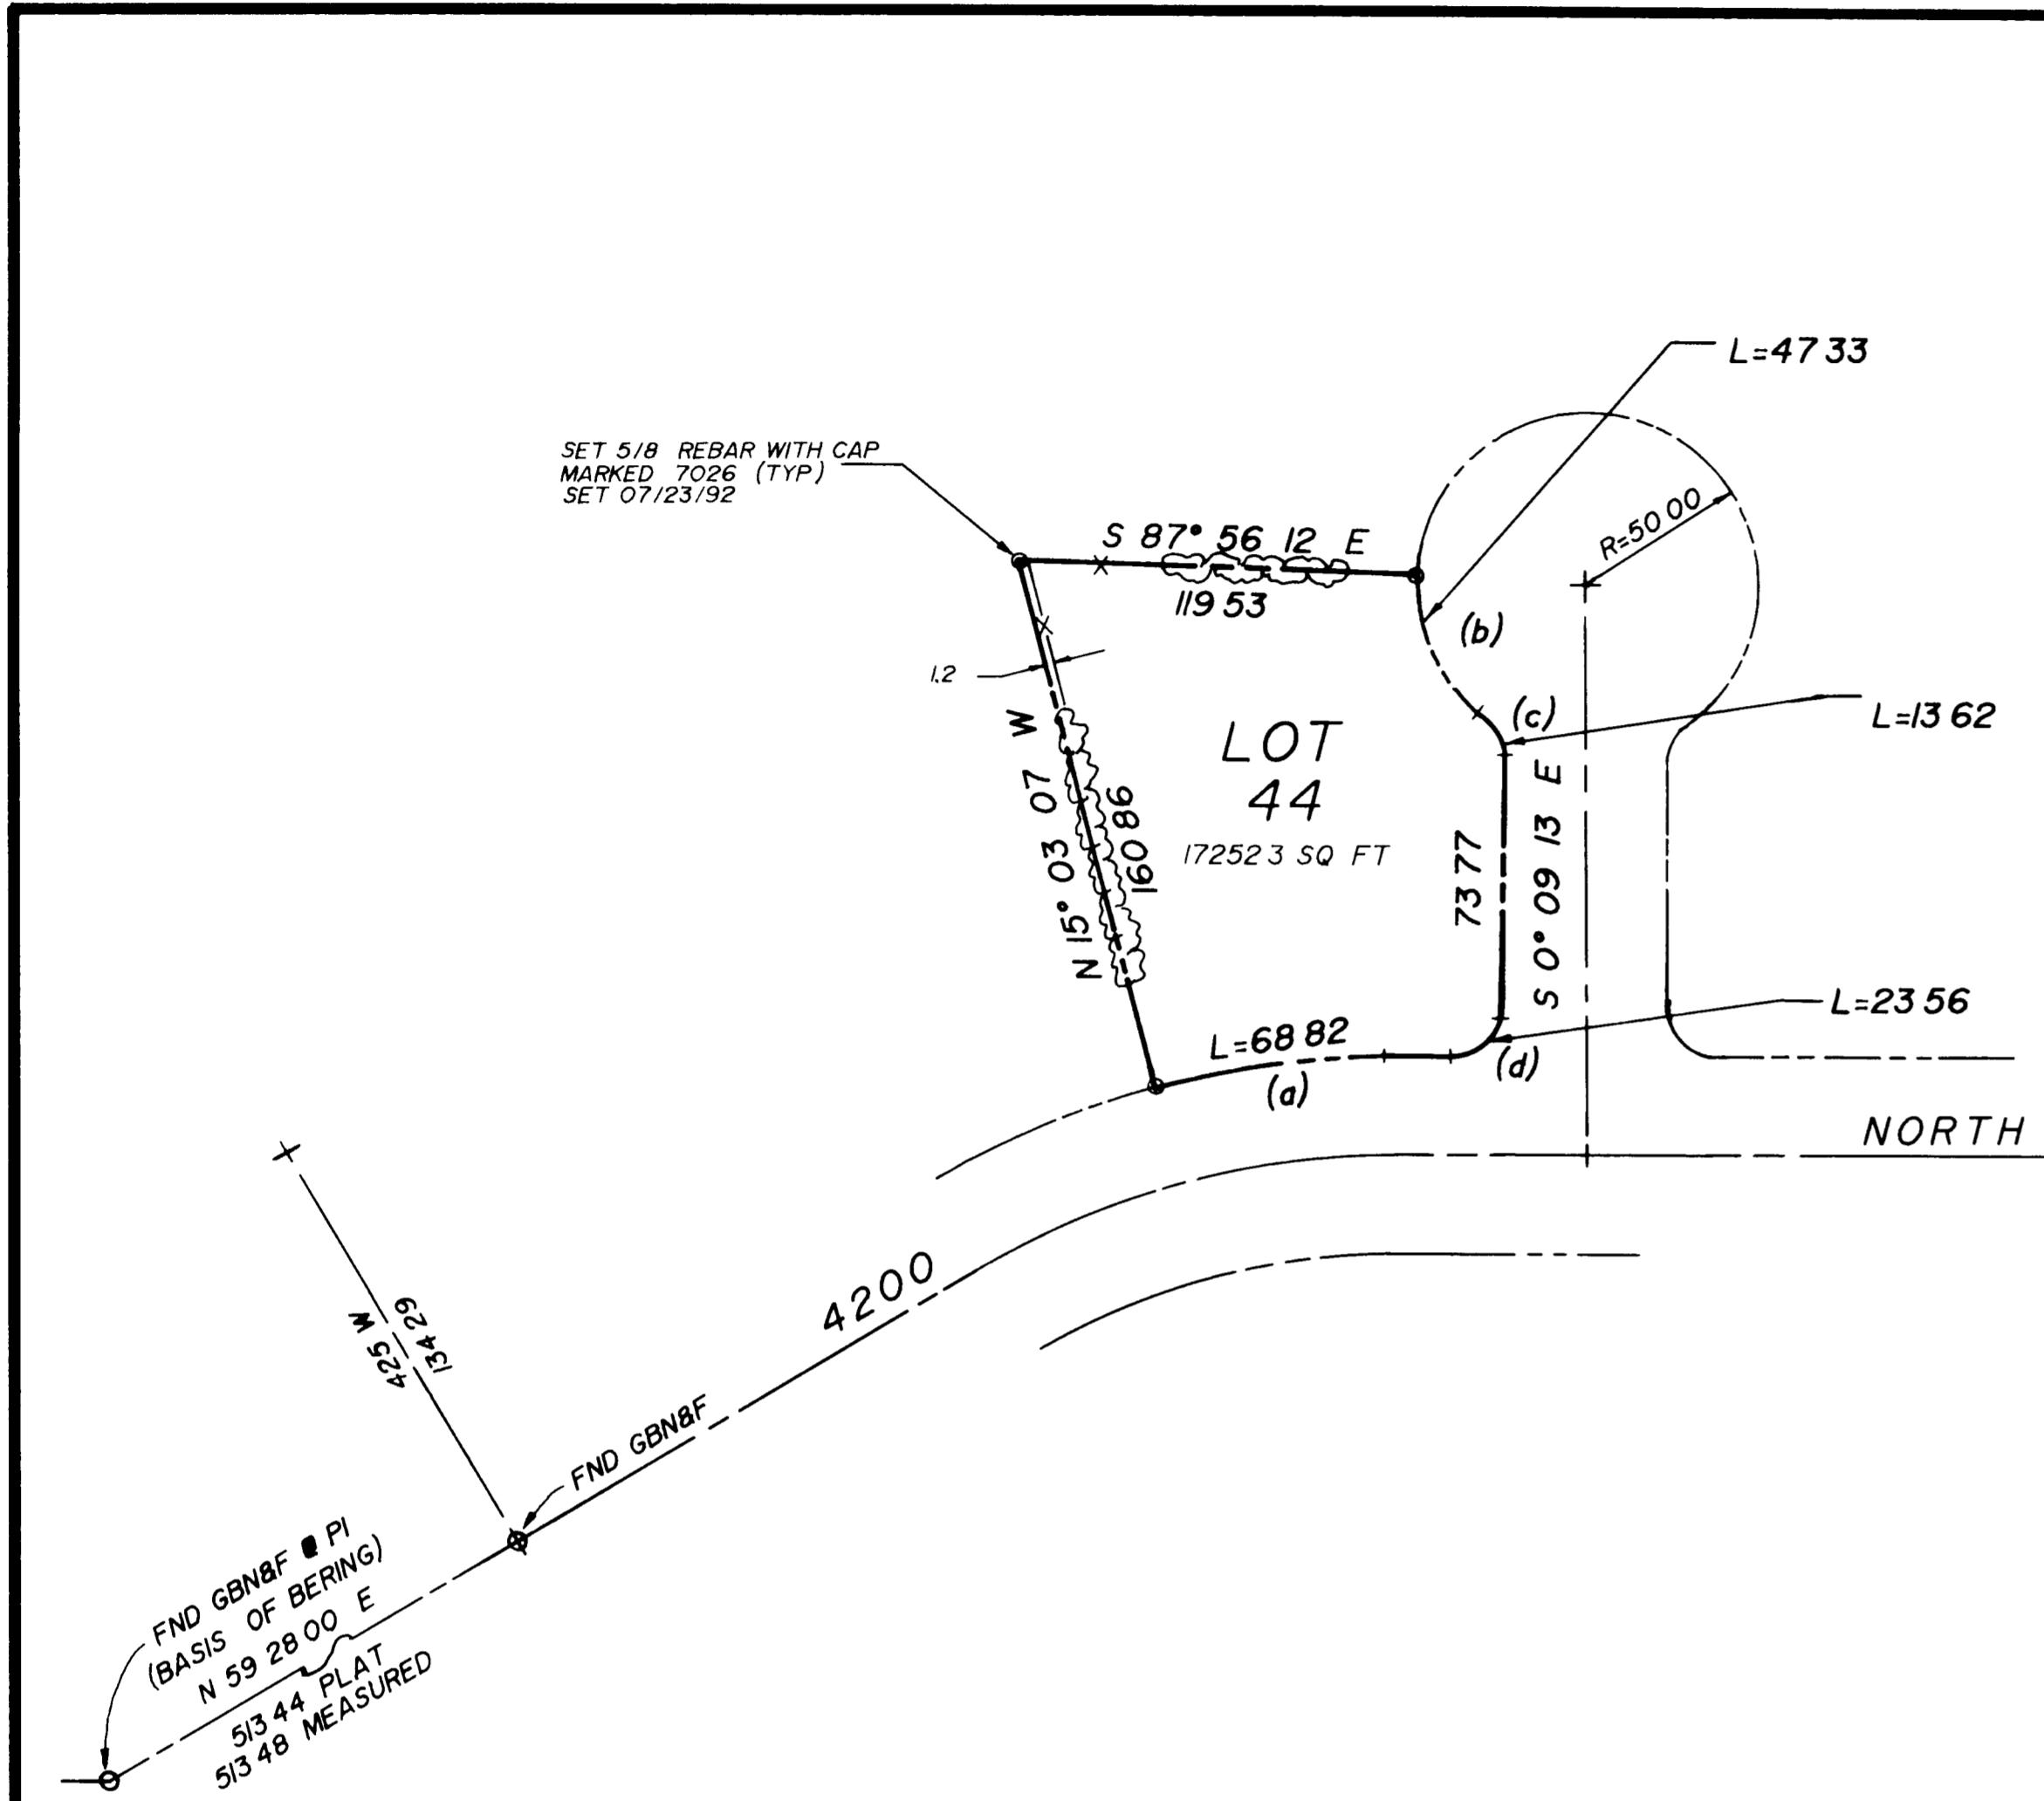 L=47 33
SET 5/8 REBAR WITH CAP
MARKED 7026 (TYP)
SET 07/23/92
R=50 00
S 87° 56 12 E
119 53
(b)
1.2
(c)
L=13 62
LOT
44
17252 3 SQ FT
N 15° 03 07 W
160 86
73 77
S 0° 09 13 E
L=23 56
L=68 82
(a)
(d)
NORTH
4200
425 W
134 29
FND GBN&F
FND GBN&F @ PI
(BASIS OF BERING)
N 59 28 00 E
513 44 PLAT
513 48 MEASURED